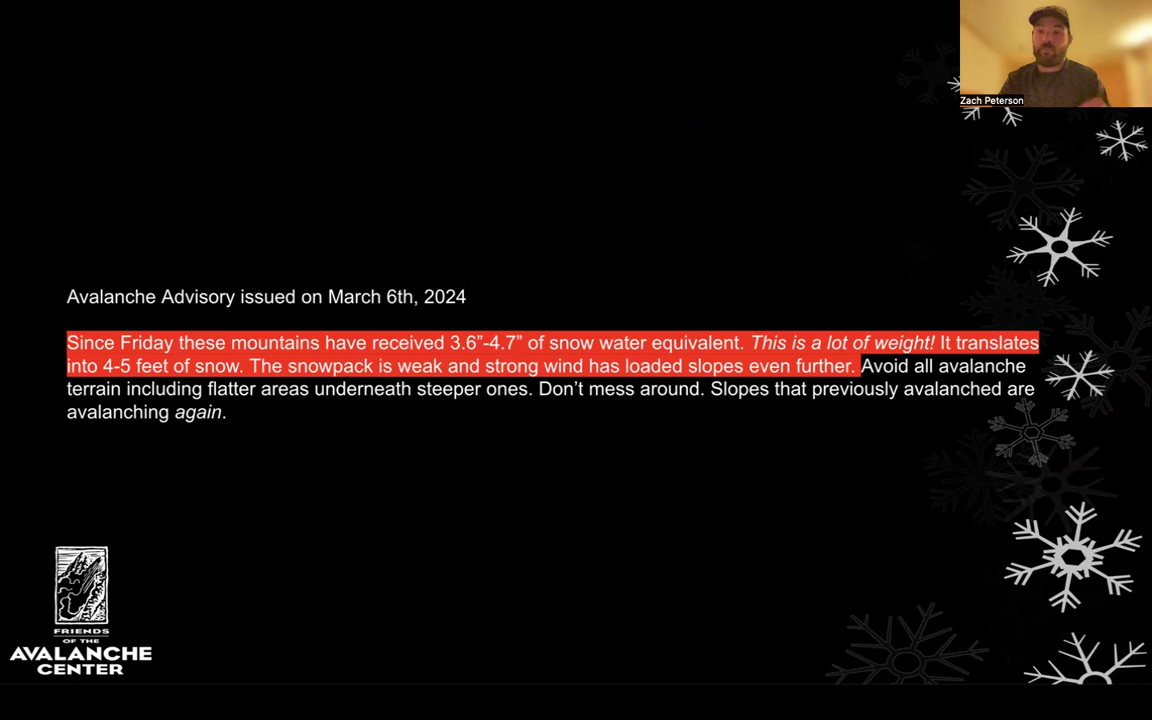 Zach Peterson
Avalanche Advisory issued on March 6th, 2024
Since Friday these mountains have received 3.6”-4.7” of snow water equivalent. This is a lot of weight! It translates
into 4-5 feet of snow. The snowpack is weak and strong wind has loaded slopes even further. Avoid all avalanche
terrain including flatter areas underneath steeper ones. Don’t mess around. Slopes that previously avalanched are
avalanching again.
FRIENDS
OF THE
AVALANCHE
CENTER